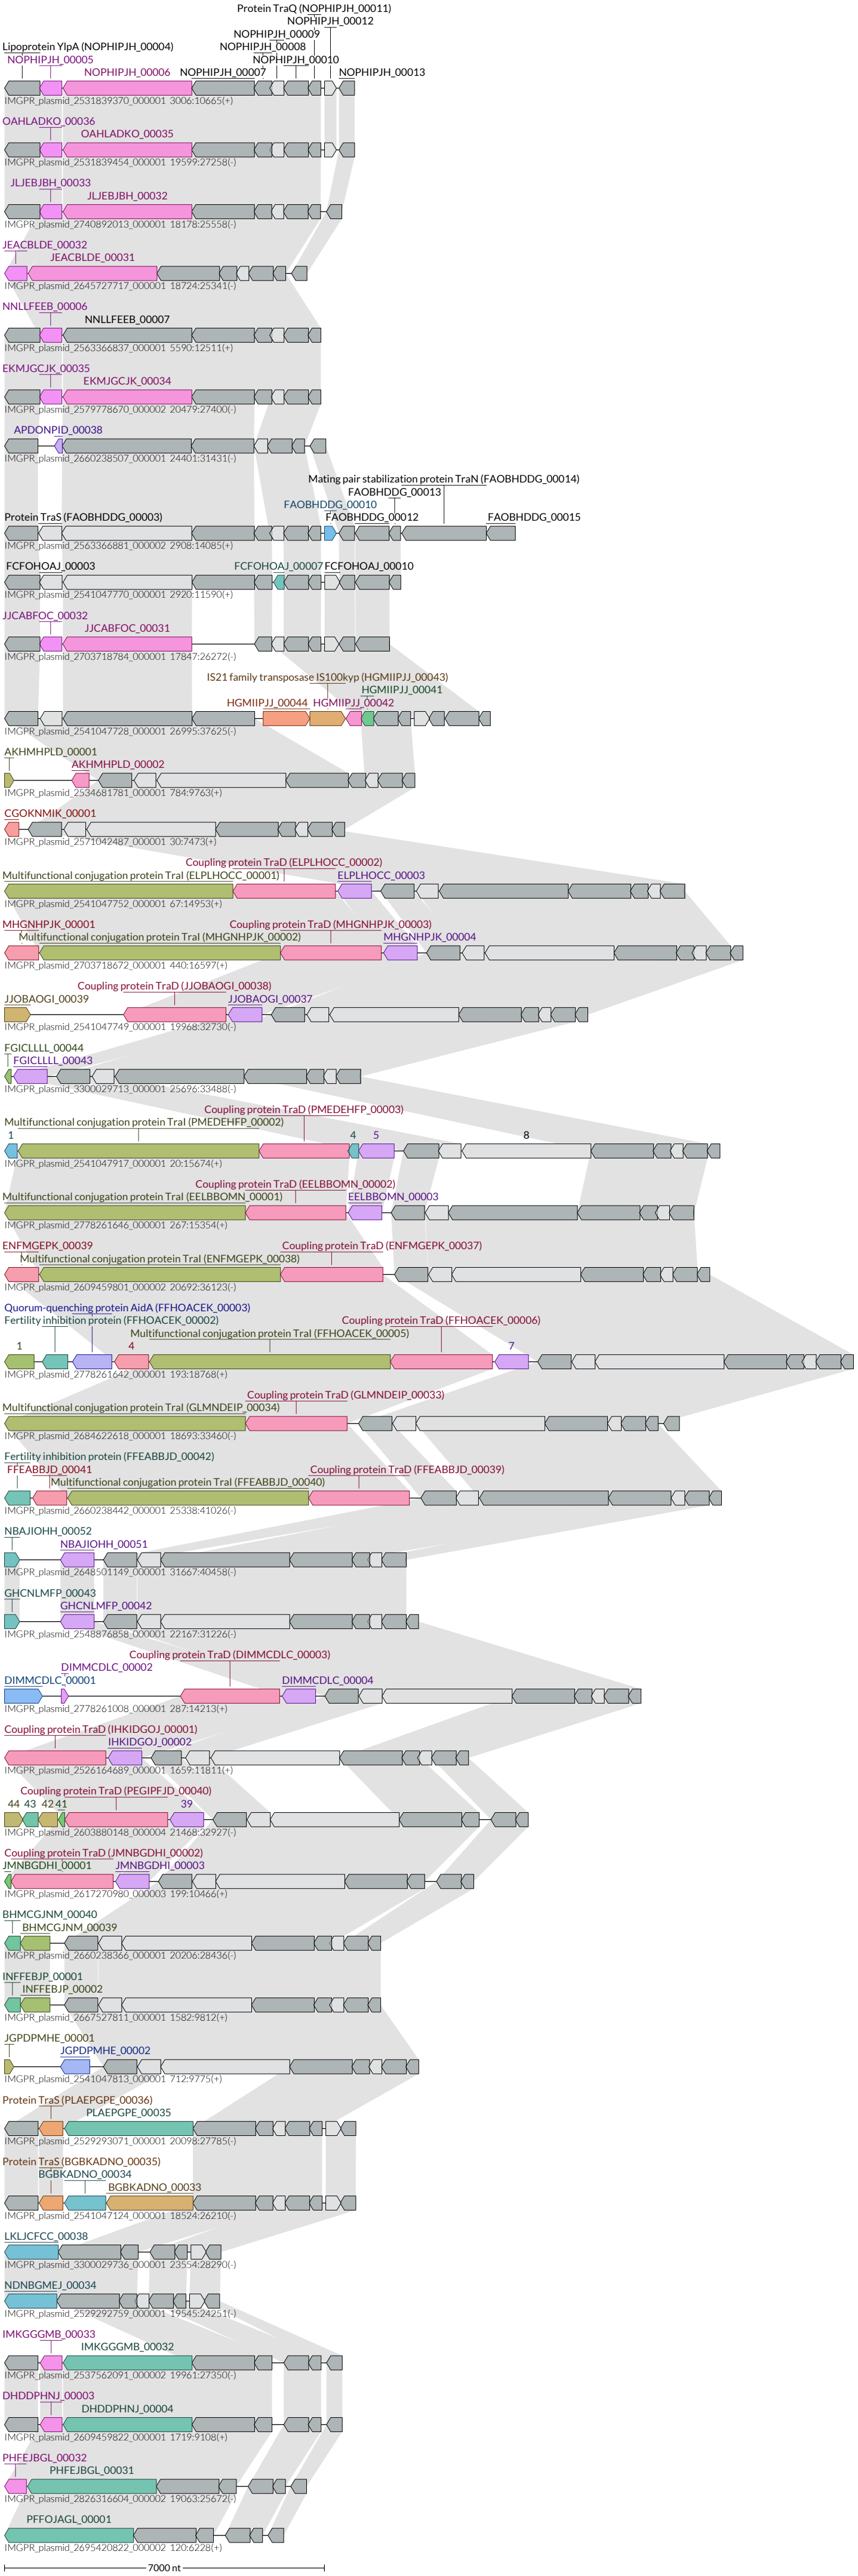 Protein TraQ (NOPHIPJH_00011)
NOPHIPJH_00012
NOPHIPJH_00009
Lipoprotein YlpA (NOPHIPJH_00004) NOPHIPJH_00008
NOPHIPJH_00005 NOPHIPJH_00010
NOPHIPJH_00006 NOPHIPJH_00007 NOPHIPJH_00013
IMGPR_plasmid_2531839370_000001 3006:10665(+)
OAHLADKO_00036
OAHLADKO_00035
IMGPR_plasmid_2531839454_000001 19599:27258(-)
JLJEBJBH_00033
JLJEBJBH_00032
IMGPR_plasmid_2740892013_000001 18178:25558(-)
JEACBLDE_00032
JEACBLDE_00031
IMGPR_plasmid_2645727717_000001 18724:25341(-)
NNLLFEEB_00006
NNLLFEEB_00007
IMGPR_plasmid_2563366837_000001 5590:12511(+)
EKMJGCJK_00035
EKMJGCJK_00034
IMGPR_plasmid_2579778670_000002 20479:27400(-)
APDONPID_00038
IMGPR_plasmid_2660238507_000001 24401:31431(-)
Mating pair stabilization protein TraN (FAOBHDDG_00014)
FAOBHDDG_00013
FAOBHDDG_00010
Protein TraS (FAOBHDDG_00003) FAOBHDDG_00012 FAOBHDDG_00015
IMGPR_plasmid_2563366881_000002 2908:14085(+)
FCFOHOAJ_00003 FCFOHOAJ_00007 FCFOHOAJ_00010
IMGPR_plasmid_2541047770_000001 2920:11590(+)
JJCABFOC_00032
JJCABFOC_00031
IMGPR_plasmid_2703718784_000001 17847:26272(-)
IS21 family transposase IS100kyp (HGMIIPJJ_00043)
HGMIIPJJ_00041
HGMIIPJJ_00044 HGMIIPJJ_00042
IMGPR_plasmid_2541047728_000001 26995:37625(-)
AKHMHPLD_00001
AKHMHPLD_00002
IMGPR_plasmid_2534681781_000001 784:9763(+)
CGOKNMIK_00001
IMGPR_plasmid_2571042487_000001 30:7473(+)
Coupling protein TraD (ELPLHOCC_00002)
Multifunctional conjugation protein TraI (ELPLHOCC_00001) ELPLHOCC_00003
IMGPR_plasmid_2541047752_000001 67:14953(+)
MHGNHPJK_00001 Coupling protein TraD (MHGNHPJK_00003)
Multifunctional conjugation protein TraI (MHGNHPJK_00002) MHGNHPJK_00004
IMGPR_plasmid_2703718672_000001 440:16597(+)
Coupling protein TraD (JJOBAOGI_00038)
JJOBAOGI_00039 JJOBAOGI_00037
IMGPR_plasmid_2541047749_000001 19968:32730(-)
FGICLLLL_00044
FGICLLLL_00043
IMGPR_plasmid_3300029713_000001 25696:33488(-)
Coupling protein TraD (PMEDEHFP_00003)
Multifunctional conjugation protein TraI (PMEDEHFP_00002)
1 4 5 8
IMGPR_plasmid_2541047917_000001 20:15674(+)
Coupling protein TraD (EELBBOMN_00002)
Multifunctional conjugation protein TraI (EELBBOMN_00001) EELBBOMN_00003
IMGPR_plasmid_2778261646_000001 267:15354(+)
ENFMGEPK_00039 Coupling protein TraD (ENFMGEPK_00037)
Multifunctional conjugation protein TraI (ENFMGEPK_00038)
IMGPR_plasmid_2609459801_000002 20692:36123(-)
Quorum-quenching protein AidA (FFHOACEK_00003)
Fertility inhibition protein (FFHOACEK_00002) Coupling protein TraD (FFHOACEK_00006)
Multifunctional conjugation protein TraI (FFHOACEK_00005)
1 4 7
IMGPR_plasmid_2778261642_000001 193:18768(+)
Coupling protein TraD (GLMNDEIP_00033)
Multifunctional conjugation protein TraI (GLMNDEIP_00034)
IMGPR_plasmid_2684622618_000001 18693:33460(-)
Fertility inhibition protein (FFEABBJD_00042)
FFEABBJD_00041 Coupling protein TraD (FFEABBJD_00039)
Multifunctional conjugation protein TraI (FFEABBJD_00040)
IMGPR_plasmid_2660238442_000001 25338:41026(-)
NBAJIOHH_00052
NBAJIOHH_00051
IMGPR_plasmid_2648501149_000001 31667:40458(-)
GHCNLMFP_00043
GHCNLMFP_00042
IMGPR_plasmid_2548876858_000001 22167:31226(-)
Coupling protein TraD (DIMMCDLC_00003)
DIMMCDLC_00002
DIMMCDLC_00001 DIMMCDLC_00004
IMGPR_plasmid_2778261008_000001 287:14213(+)
Coupling protein TraD (IHKIDGOJ_00001)
IHKIDGOJ_00002
IMGPR_plasmid_2526164689_000001 1659:11811(+)
Coupling protein TraD (PEGIPFJD_00040)
44 43 42 41 39
IMGPR_plasmid_2603880148_000004 21468:32927(-)
Coupling protein TraD (JMNBGDHI_00002)
JMNBGDHI_00001 JMNBGDHI_00003
IMGPR_plasmid_2617270980_000003 199:10466(+)
BHMCGJNM_00040
BHMCGJNM_00039
IMGPR_plasmid_2660238366_000001 20206:28436(-)
INFFEBJP_00001
INFFEBJP_00002
IMGPR_plasmid_2667527811_000001 1582:9812(+)
JGPDPMHE_00001
JGPDPMHE_00002
IMGPR_plasmid_2541047813_000001 712:9775(+)
Protein TraS (PLAEPGPE_00036)
PLAEPGPE_00035
IMGPR_plasmid_2529293071_000001 20098:27785(-)
Protein TraS (BGBKADNO_00035)
BGBKADNO_00034
BGBKADNO_00033
IMGPR_plasmid_2541047124_000001 18524:26210(-)
LKLJCFCC_00038
IMGPR_plasmid_3300029736_000001 23554:28290(-)
NDNBGMEJ_00034
IMGPR_plasmid_2529292759_000001 19545:24251(-)
IMKGGGMB_00033
IMKGGGMB_00032
IMGPR_plasmid_2537562091_000002 19961:27350(-)
DHDDPHNJ_00003
DHDDPHNJ_00004
IMGPR_plasmid_2609459822_000001 1719:9108(+)
PHFEJBGL_00032
PHFEJBGL_00031
IMGPR_plasmid_2826316604_000002 19063:25672(-)
PFFOJAGL_00001
IMGPR_plasmid_2695420822_000002 120:6228(+)
7000 nt